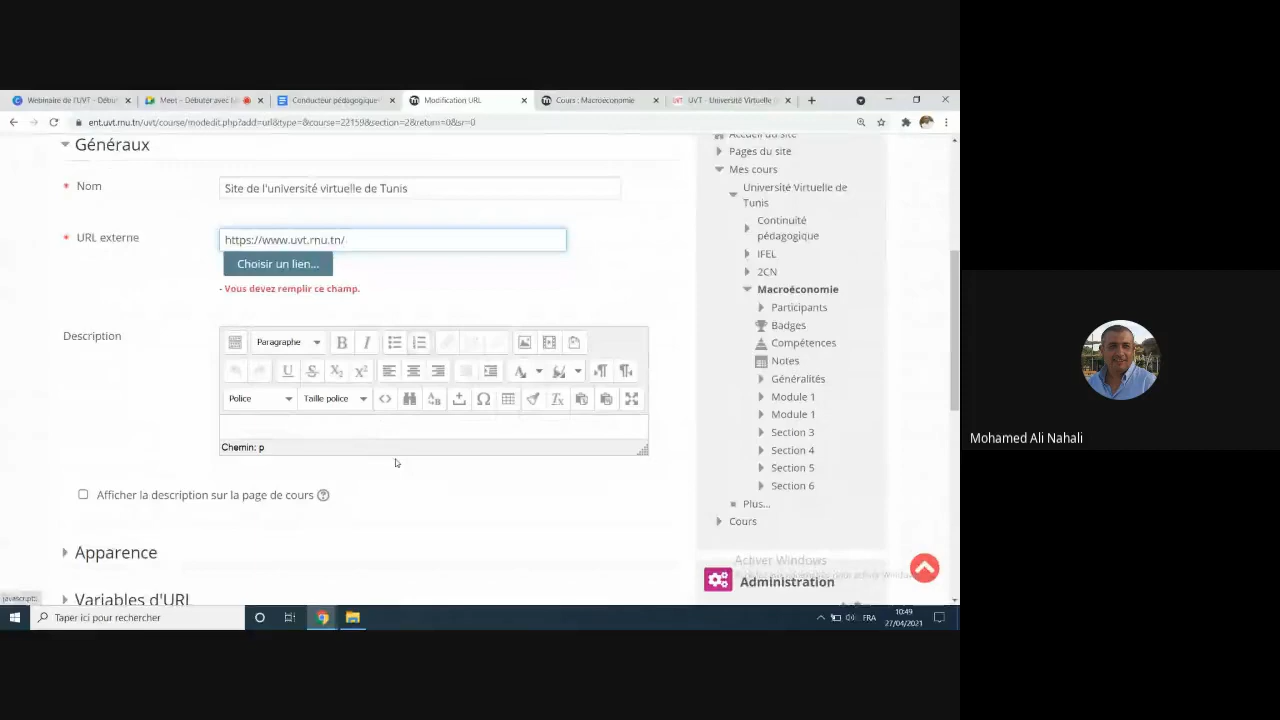 Webinaire de l'UVT - Débu
Meet – Débuter avec M
Conducteur pédagogique
Modification URL
Cours : Macroéconomie
UVT - Université Virtuelle
ent.uvt.rnu.tn/uvt/course/modedit.php?add=url&type=&course=22159&section=2&return=0&sr=0
Généraux
Nom
Site de l'université virtuelle de Tunis
URL externe
https://www.uvt.rnu.tn/
Choisir un lien...
- Vous devez remplir ce champ.
Description
Paragraphe
Police
Taille police
Chemin: p
Afficher la description sur la page de cours
Apparence
Variables d'URL
Accueil du site
Pages du site
Mes cours
Université Virtuelle de
Tunis
Continuité
pédagogique
IFEL
2CN
Macroéconomie
Participants
Badges
Compétences
Notes
Généralités
Module 1
Module 1
Section 3
Section 4
Section 5
Section 6
Plus...
Cours
Activer Windows
Administration
Mohamed Ali Nahali
Taper ici pour rechercher
FRA
10:49
27/04/2021